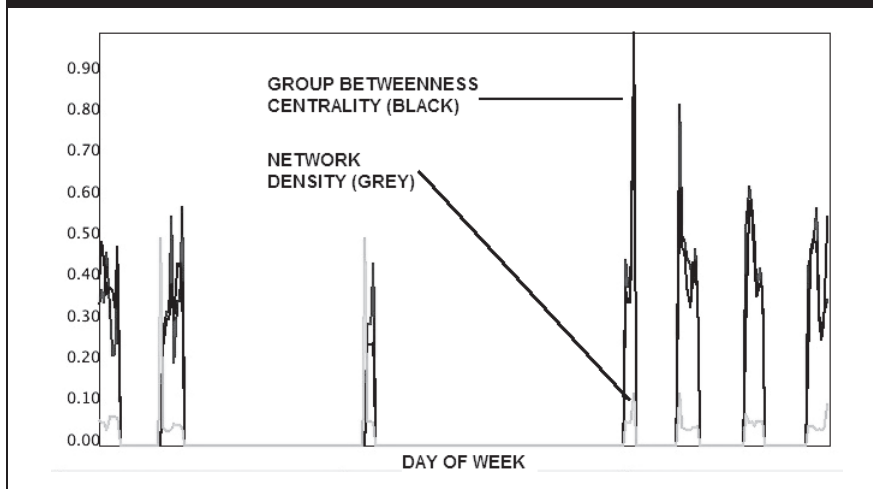 0.90
GROUP BETWEENNESS
CENTRALITY (BLACK)
0.80
0.70
NETWORK
DENSITY (GREY)
0.60
0.50
0.40
0.30
0.20
0.10
0.00
DAY OF WEEK